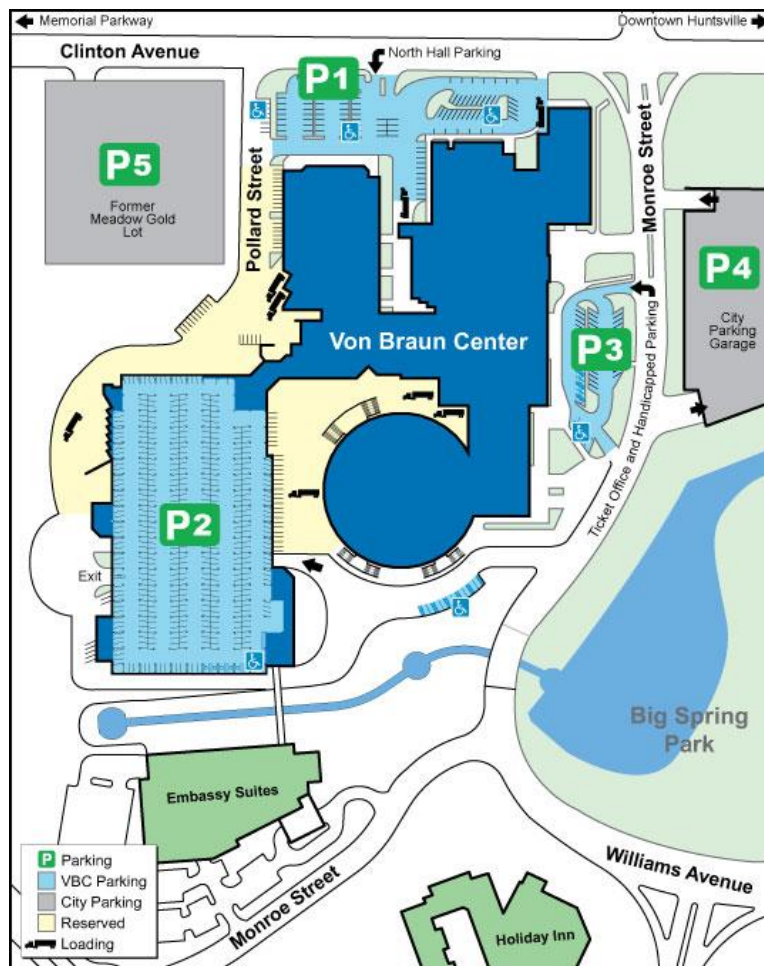 Memorial Parkway
Downtown Huntsville
Clinton Avenue
North Hall Parking
P1
P5
Former
Meadow Gold
Lot
Pollard Street
Monroe Street
P4
City
Parking
Garage
Von Braun Center
P3
Ticket Office and Handicapped Parking
P2
Exit
Big Spring
Park
Embassy Suites
P Parking
VBC Parking
City Parking
Reserved
Loading
Monroe Street
Williams Avenue
Holiday Inn